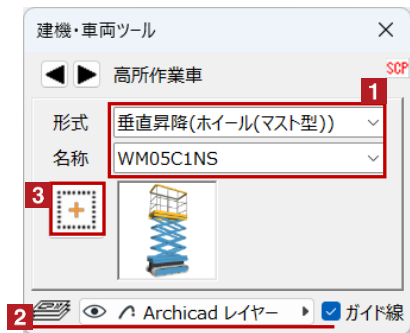 建機・車両ツール
高所作業車
SCP
1
形式 垂直昇降(ホイール(マスト型))
名称 WM05C1NS
3
2
Archicad レイヤー ガイド線